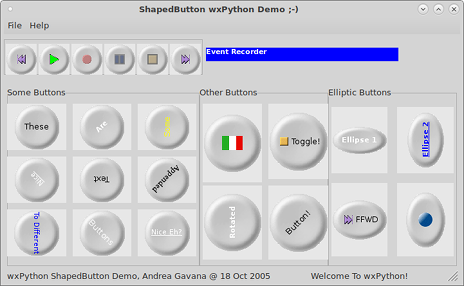 ShapedButton wxPython Demo ;-)
File Help
Event Recorder
Some Buttons
Other Buttons
Elliptic Buttons
These
Are
Some
Toggle!
Ellipse 1
Ellipse 2
Nice
Text
Appended
To Different
Buttons
Nice Eh?
Rotated
Button!
FFWD
wxPython ShapedButton Demo, Andrea Gavana @ 18 Oct 2005
Welcome To wxPython!